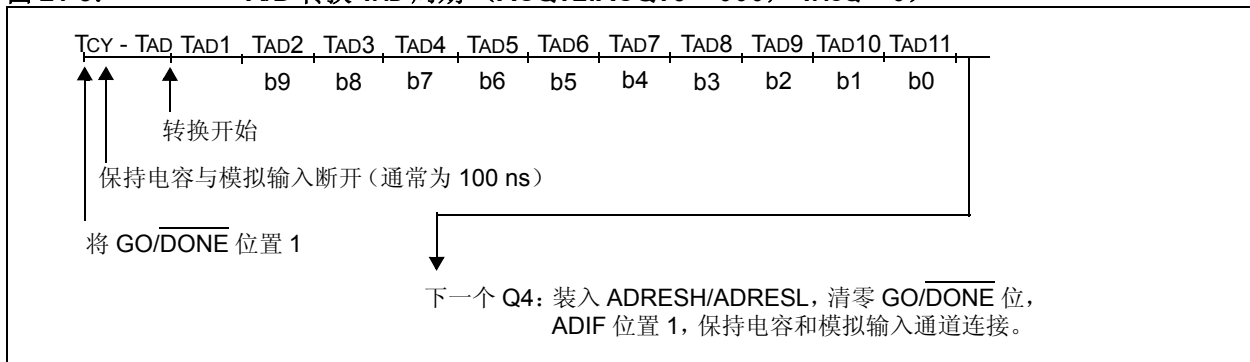 TCY - TAD TAD1 TAD2 TAD3 TAD4 TAD5 TAD6 TAD7 TAD8 TAD9 TAD10 TAD11
b9 b8 b7 b6 b5 b4 b3 b2 b1 b0
转换开始
保持电容与模拟输入断开（通常为 100 ns）
将 GO/DONE 位置 1
下一个 Q4：装入 ADRESH/ADRESL，清零 GO/DONE 位，
ADIF 位置 1，保持电容和模拟输入通道连接。